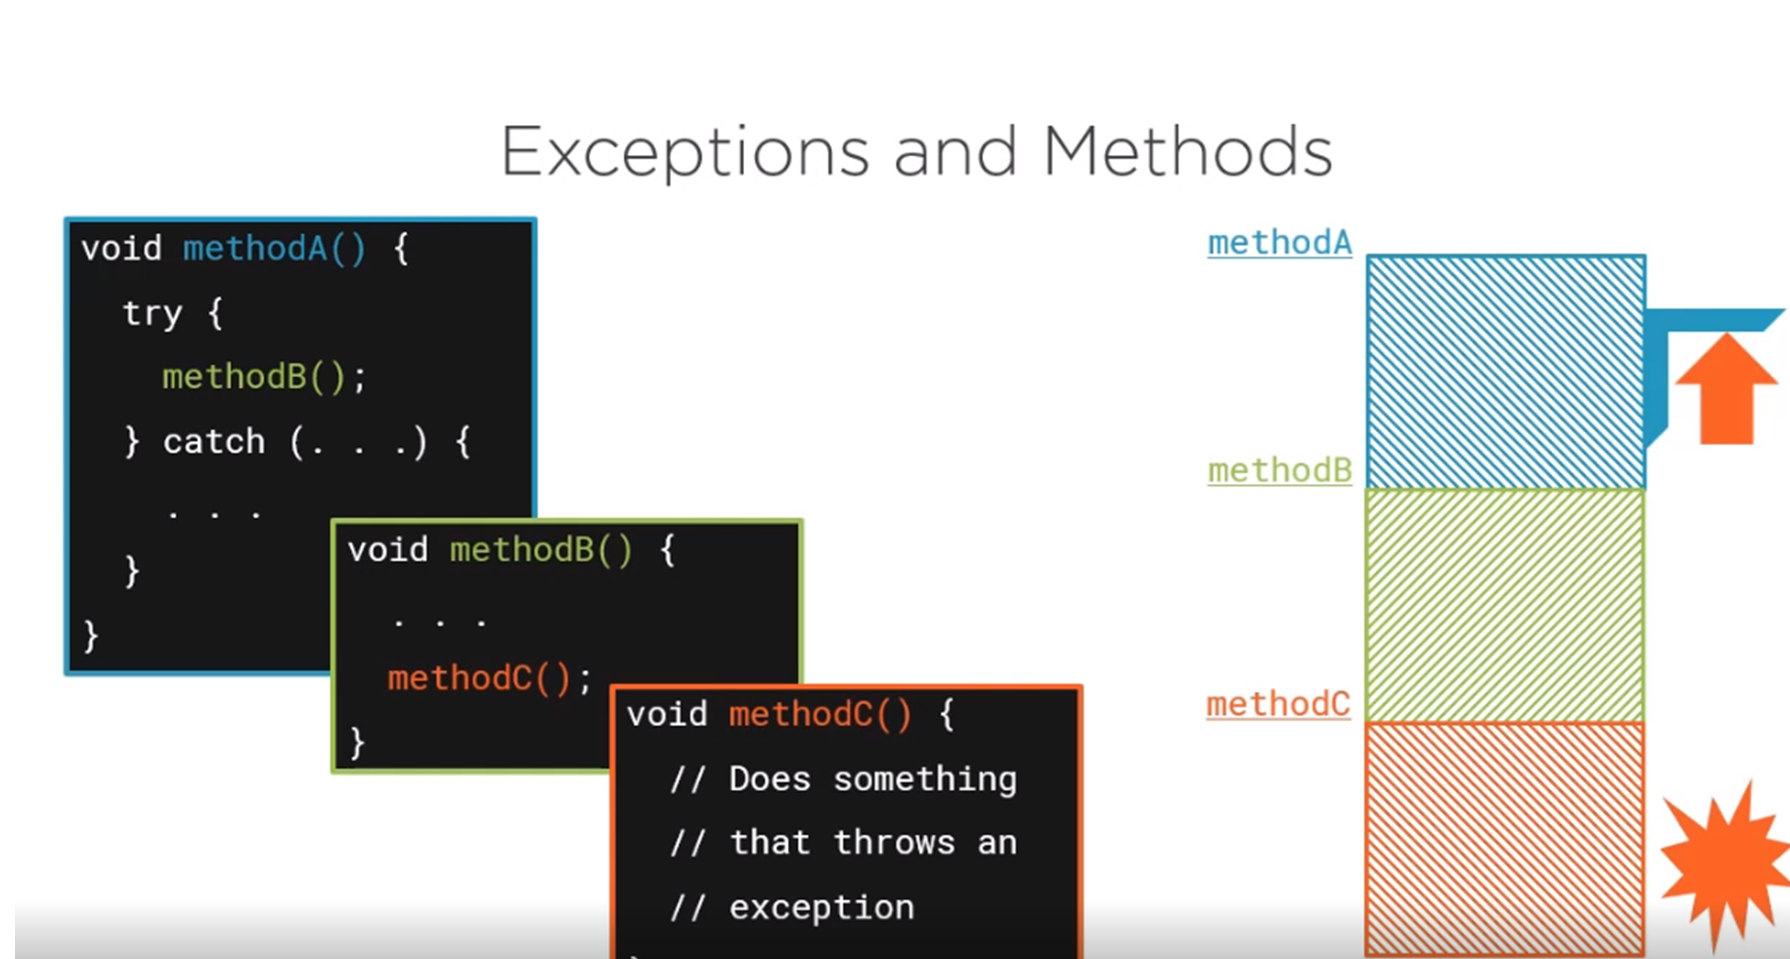 Exceptions and Methods
void methodA() {
try {
methodB();
} catch (. . .) {
. . .
}
}
void methodB() {
. . .
methodC();
}
void methodC() {
// Does something
// that throws an
// exception
methodA
methodB
methodC